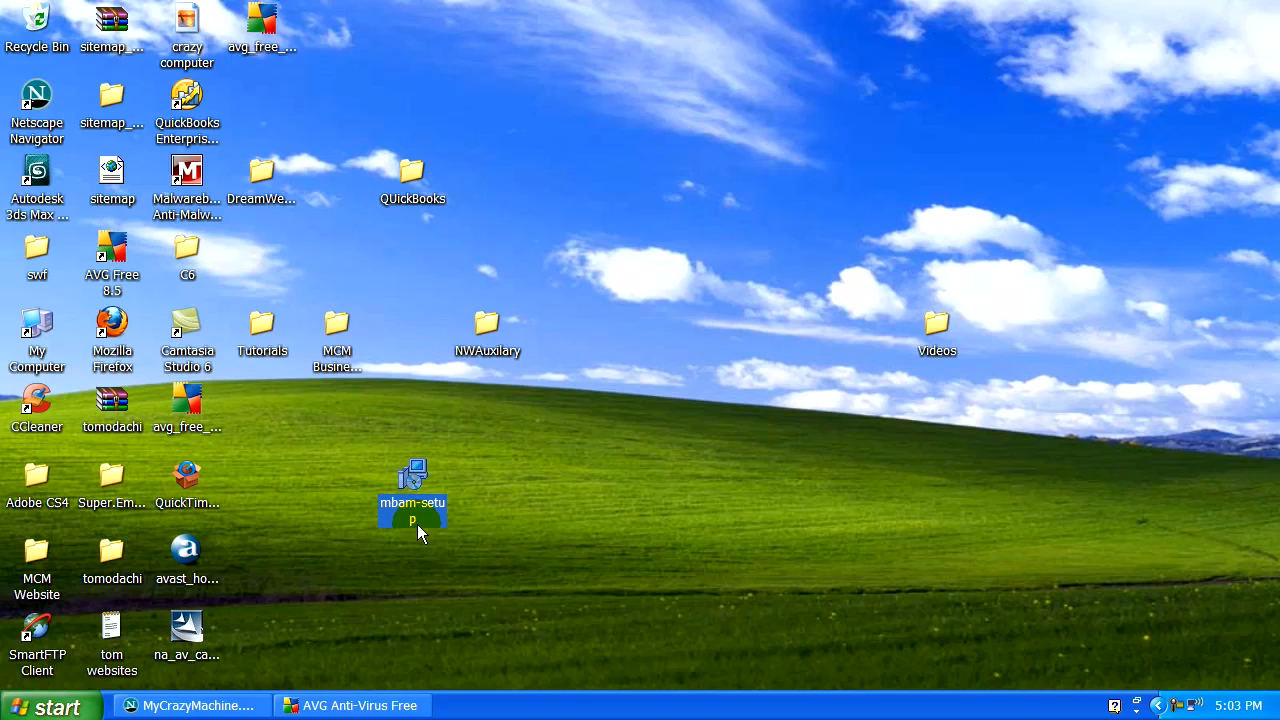 Recycle Bin
sitemap_...
crazy
computer
avg_free_...
Netscape
Navigator
sitemap_...
QuickBooks
Enterpris...
Autodesk
3ds Max ...
sitemap
Malwareb...
Anti-Malw...
DreamWe...
QUickBooks
swf
AVG Free
8.5
C6
My
Computer
Mozilla
Firefox
Camtasia
Studio 6
Tutorials
MCM
Busine...
NWAuxilary
Videos
CCleaner
tomodachi
avg_free_...
Adobe CS4
Super.Em...
QuickTim...
mbam-setu
p
MCM
Website
tomodachi
avast_ho...
SmartFTP
Client
tom
websites
na_av_ca...
start
MyCrazyMachine....
AVG Anti-Virus Free
5:03 PM